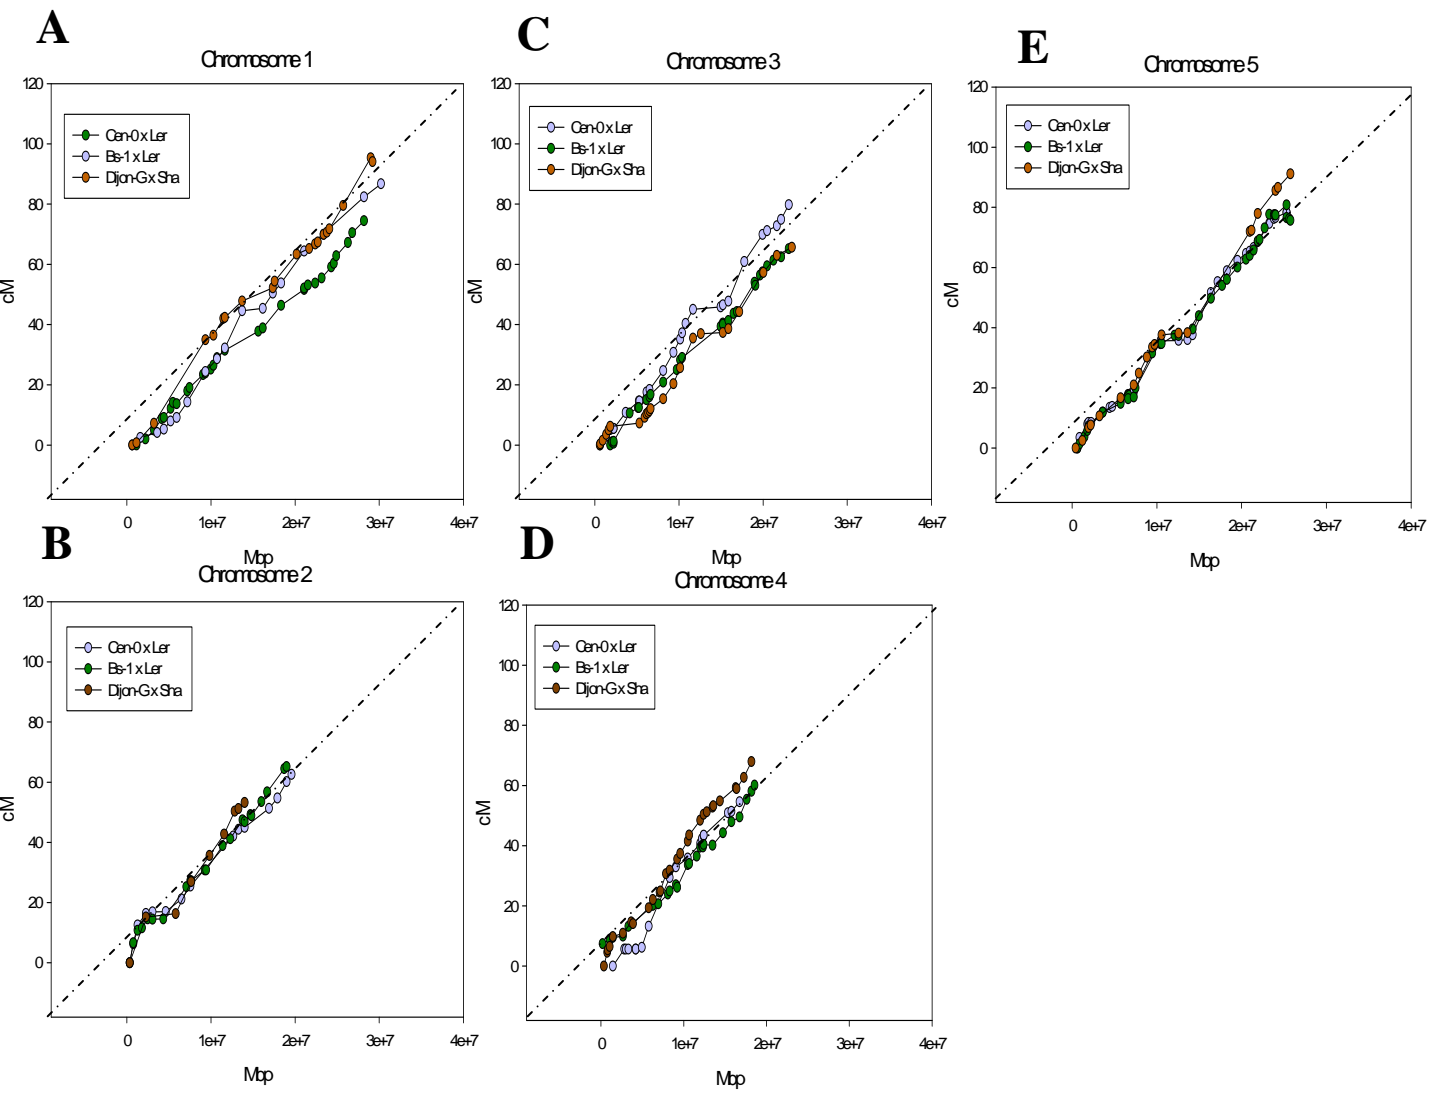 A
Chromosome 1
cM
120
100
80
60
40
20
0
Cen-0 x Ler
Bs-1 x Ler
Dijon-G x Sha
0 1e+7 2e+7 3e+7 4e+7
Mbp
C
Chromosome 3
cM
120
100
80
60
40
20
0
Cen-0 x Ler
Bs-1 x Ler
Dijon-G x Sha
0 1e+7 2e+7 3e+7 4e+7
Mbp
E
Chromosome 5
cM
120
100
80
60
40
20
0
Cen-0 x Ler
Bs-1 x Ler
Dijon-G x Sha
0 1e+7 2e+7 3e+7 4e+7
Mbp
B
Chromosome 2
cM
120
100
80
60
40
20
0
Cen-0 x Ler
Bs-1 x Ler
Dijon-G x Sha
0 1e+7 2e+7 3e+7 4e+7
Mbp
D
Chromosome 4
cM
120
100
80
60
40
20
0
Cen-0 x Ler
Bs-1 x Ler
Dijon-G x Sha
0 1e+7 2e+7 3e+7 4e+7
Mbp